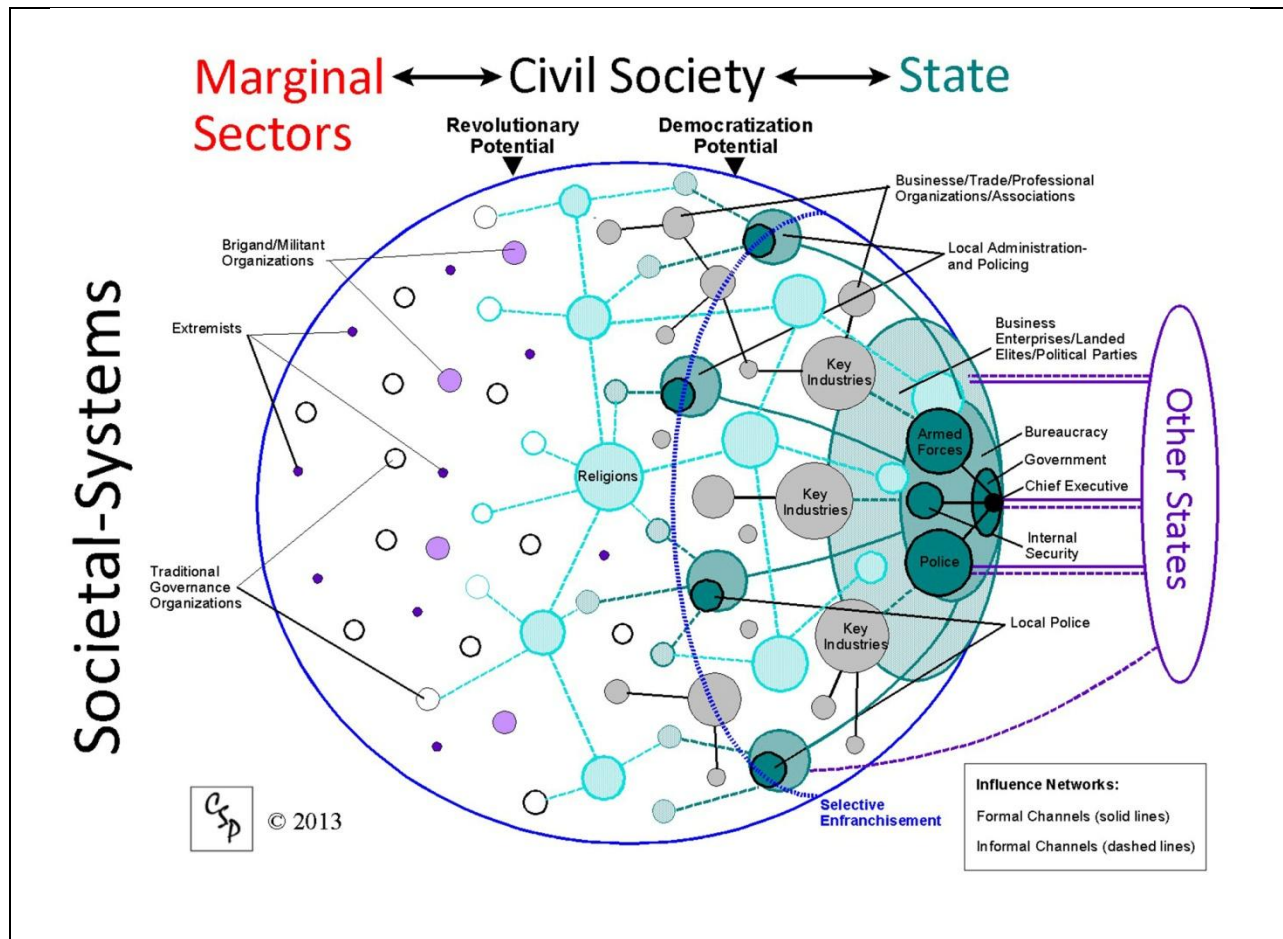 Marginal
Sectors
Civil Society
State
Revolutionary
Potential
Democratization
Potential
Businesse/Trade/Professional
Organizations/Associations
Brigand/Militant
Organizations
Local Administration-
and Policing
Extremists
Business
Enterprises/Landed
Elites/Political Parties
Key
Industries
Armed
Forces
Bureaucracy
Government
Chief Executive
Religions
Key
Industries
Internal
Security
Police
Traditional
Governance
Organizations
Key
Industries
Local Police
Other States
Societal-Systems
Selective
Enfranchisement
Influence Networks:
Formal Channels (solid lines)
Informal Channels (dashed lines)
CSP
© 2013